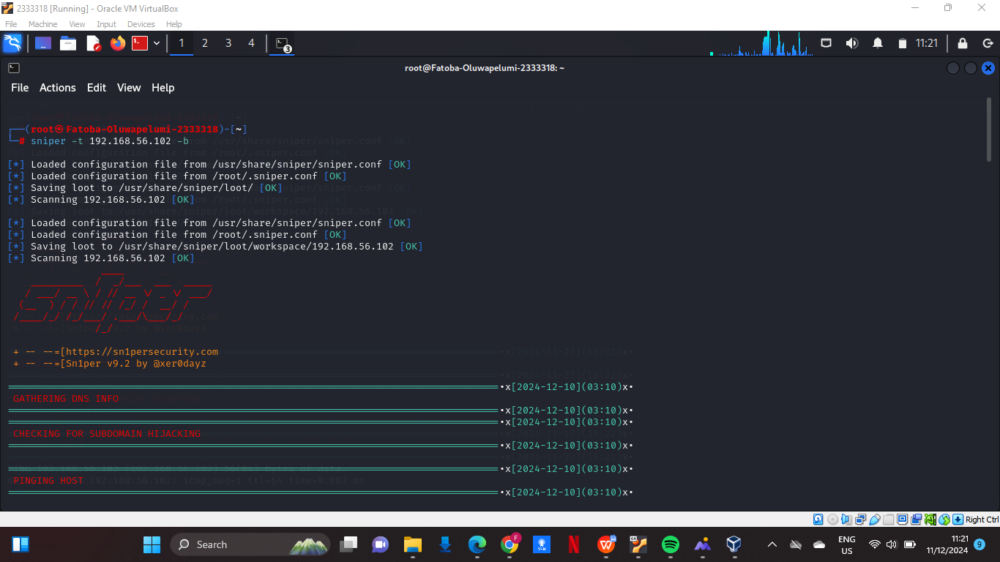 2333318 [Running] - Oracle VM VirtualBox
File Machine View Input Devices Help
1 2 3 4
3
11:21
root@Fatoba-Oluwapelumi-2333318: ~
File Actions Edit View Help
┌──(root㉿Fatoba-Oluwapelumi-2333318)-[~]
└─# sniper -t 192.168.56.102 -b
[*] Loaded configuration file from /usr/share/sniper/sniper.conf [OK]
[*] Loaded configuration file from /root/.sniper.conf [OK]
[*] Saving loot to /usr/share/sniper/loot/ [OK]
[*] Scanning 192.168.56.102 [OK]
[*] Loaded configuration file from /usr/share/sniper/sniper.conf [OK]
[*] Loaded configuration file from /root/.sniper.conf [OK]
[*] Saving loot to /usr/share/sniper/loot/workspace/192.168.56.102 [OK]
[*] Scanning 192.168.56.102 [OK]
+ -- --=[https://sn1persecurity.com
+ -- --=[Sn1per v9.2 by @xer0dayz
•x[2024-12-10](03:10)x•
GATHERING DNS INFO
•x[2024-12-10](03:10)x•
•x[2024-12-10](03:10)x•
CHECKING FOR SUBDOMAIN HIJACKING
•x[2024-12-10](03:10)x•
•x[2024-12-10](03:10)x•
PINGING HOST
•x[2024-12-10](03:10)x•
Right Ctrl
Search
ENG
US
11:21
11/12/2024
9